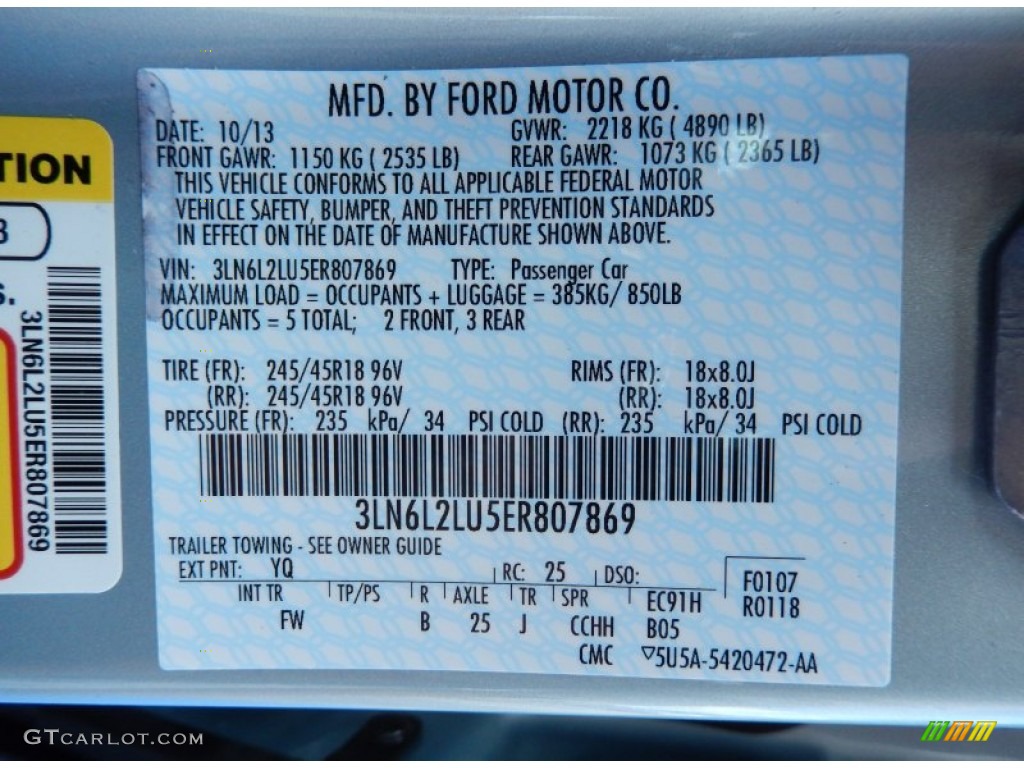 MFD. BY FORD MOTOR CO.
DATE: 10/13 GVWR: 2218 KG ( 4890 LB)
FRONT GAWR: 1150 KG ( 2535 LB) REAR GAWR: 1073 KG ( 2365 LB)
THIS VEHICLE CONFORMS TO ALL APPLICABLE FEDERAL MOTOR
VEHICLE SAFETY, BUMPER, AND THEFT PREVENTION STANDARDS
IN EFFECT ON THE DATE OF MANUFACTURE SHOWN ABOVE.
VIN: 3LN6L2LU5ER807869 TYPE: Passenger Car
MAXIMUM LOAD = OCCUPANTS + LUGGAGE = 385KG/ 850LB
OCCUPANTS = 5 TOTAL; 2 FRONT, 3 REAR
TIRE (FR): 245/45R18 96V RIMS (FR): 18x8.0J
(RR): 245/45R18 96V (RR): 18x8.0J
PRESSURE (FR): 235 kPa/ 34 PSI COLD (RR): 235 kPa/ 34 PSI COLD
3LN6L2LU5ER807869
TRAILER TOWING - SEE OWNER GUIDE
EXT PNT: YQ RC: 25 DSO: F0107
INT TR TP/PS R AXLE TR SPR EC91H R0118
FW B 25 J CCHH B05
CMC ▽5U5A-5420472-AA
TION
3
S.
3LN6L2LU5ER807869
GTCARLOT.COM